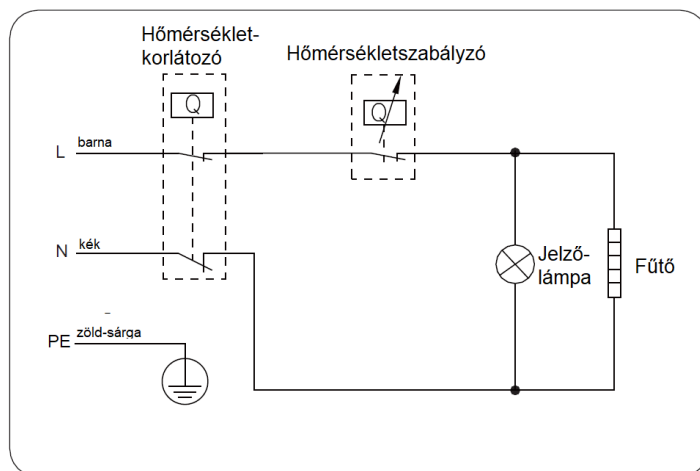 Hőmérséklet-
korlátozó
Hőmérsékletszabályzó
Q
Q
L barna
N kék
Jelző-
lámpa
Fűtő
PE zöld-sárga